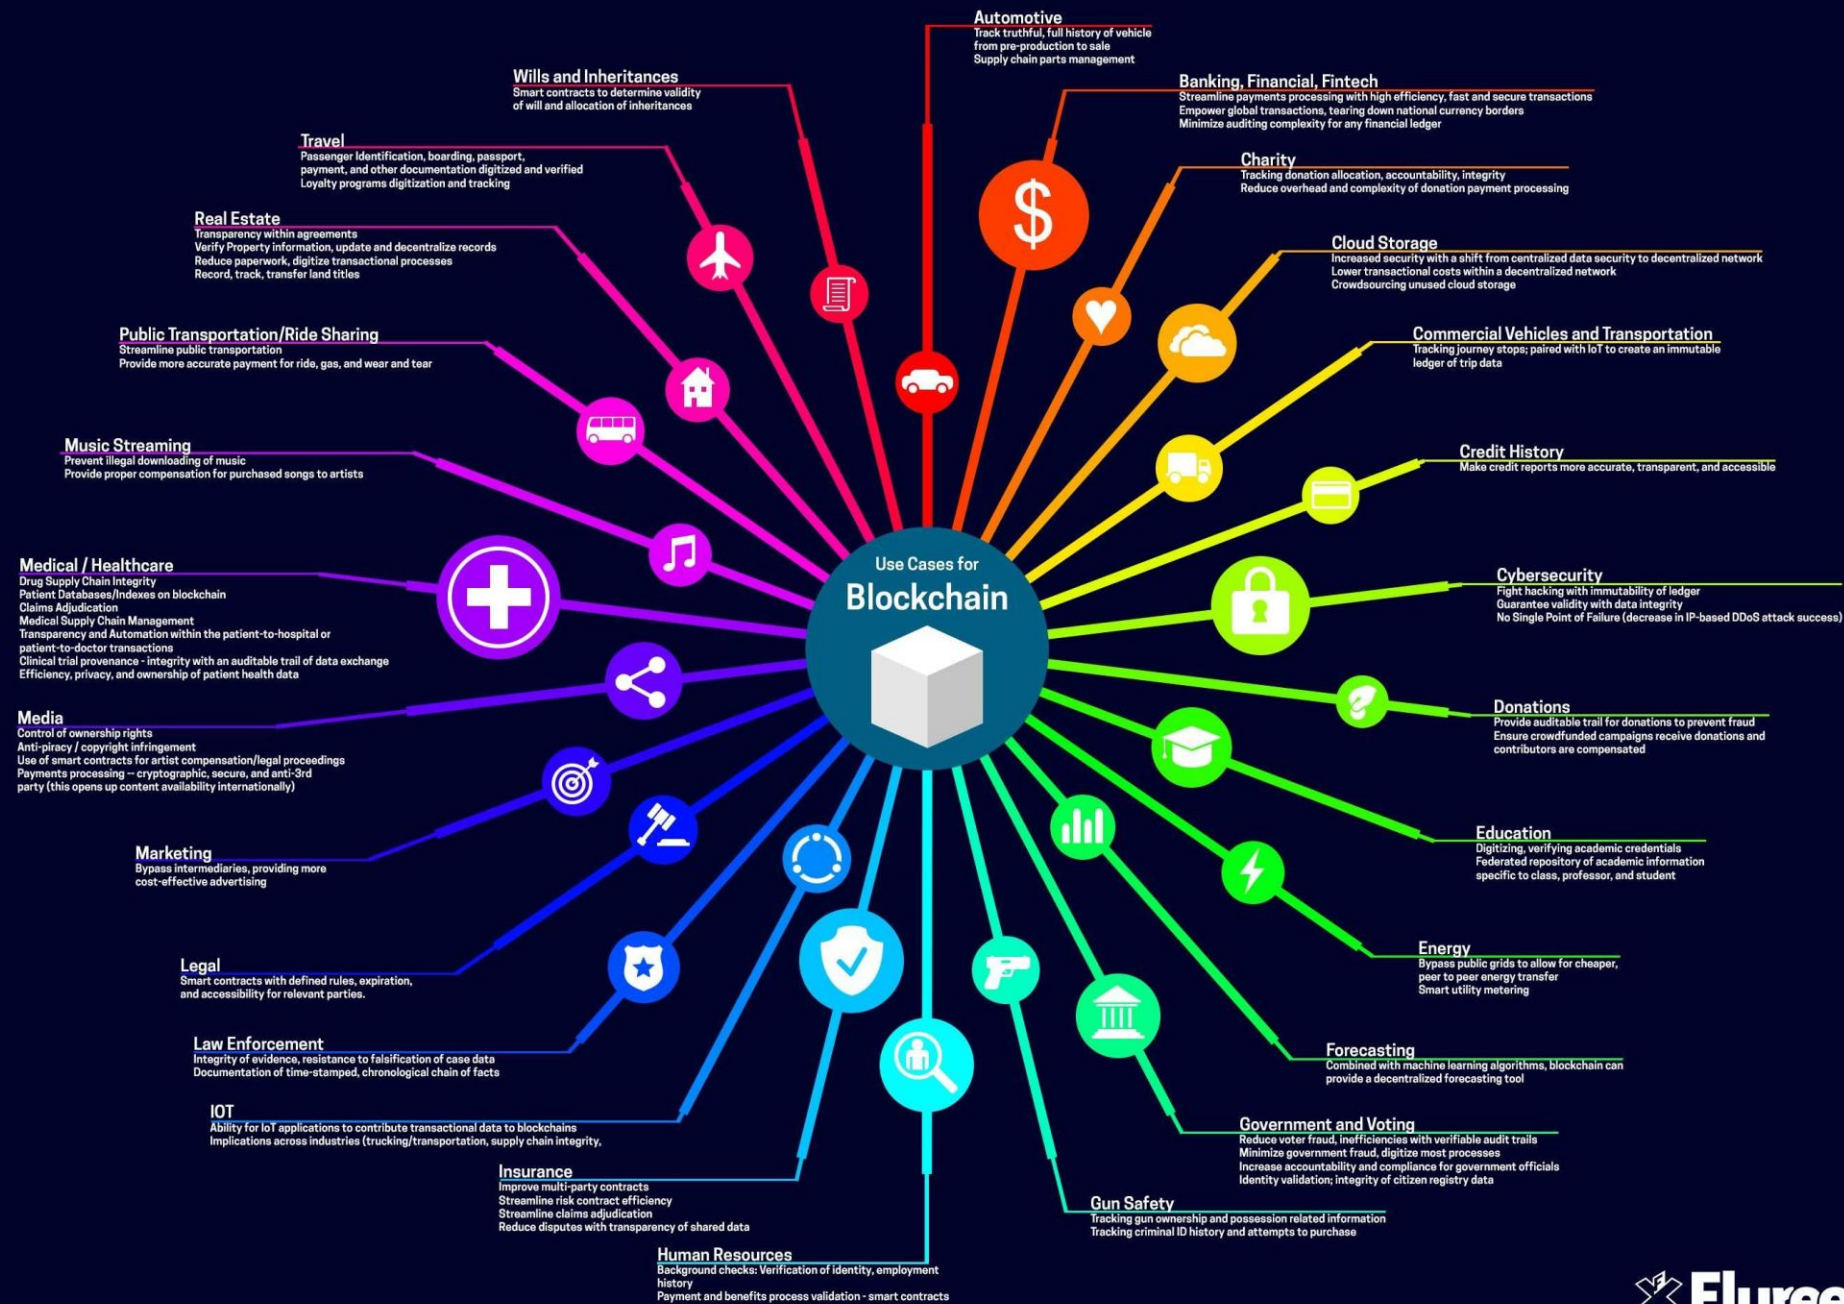 Use Cases for
Blockchain
Automotive
Track truthful, full history of vehicle
from pre-production to sale
Supply chain parts management
Banking, Financial, Fintech
Streamline payments processing with high efficiency, fast and secure transactions
Empower global transactions, tearing down national currency borders
Minimize auditing complexity for any financial ledger
$
Charity
Tracking donation allocation, accountability, integrity
Reduce overhead and complexity of donation payment processing
Cloud Storage
Increased security with a shift from centralized data security to decentralized network
Lower transactional costs within a decentralized network
Crowdsourcing unused cloud storage
Commercial Vehicles and Transportation
Tracking journey stops; paired with IoT to create an immutable
ledger of trip data
Credit History
Make credit reports more accurate, transparent, and accessible
Cybersecurity
Fight hacking with immutability of ledger
Guarantee validity with data integrity
No Single Point of Failure (decrease in IP-based DDoS attack success)
Donations
Provide auditable trail for donations to prevent fraud
Ensure crowdfunded campaigns receive donations and
contributors are compensated
Education
Digitizing, verifying academic credentials
Federated repository of academic information
specific to class, professor, and student
Energy
Bypass public grids to allow for cheaper,
peer to peer energy transfer
Smart utility metering
Forecasting
Combined with machine learning algorithms, blockchain can
provide a decentralized forecasting tool
Government and Voting
Reduce voter fraud, inefficiencies with verifiable audit trails
Minimize government fraud, digitize most processes
Increase accountability and compliance for government officials
Identity validation; integrity of citizen registry data
Gun Safety
Tracking gun ownership and possession related information
Tracking criminal ID history and attempts to purchase
Human Resources
Background checks: Verification of identity, employment
history
Payment and benefits process validation - smart contracts
Insurance
Improve multi-party contracts
Streamline risk contract efficiency
Streamline claims adjudication
Reduce disputes with transparency of shared data
IOT
Ability for IoT applications to contribute transactional data to blockchains
Implications across industries (trucking/transportation, supply chain integrity,
Law Enforcement
Integrity of evidence, resistance to falsification of case data
Documentation of time-stamped, chronological chain of facts
Legal
Smart contracts with defined rules, expiration,
and accessibility for relevant parties.
Marketing
Bypass intermediaries, providing more
cost-effective advertising
Media
Control of ownership rights
Anti-piracy / copyright infringement
Use of smart contracts for artist compensation/legal proceedings
Payments processing -- cryptographic, secure, and anti-3rd
party (this opens up content availability internationally)
Medical / Healthcare
Drug Supply Chain Integrity
Patient Databases/Indexes on blockchain
Claims Adjudication
Medical Supply Chain Management
Transparency and Automation within the patient-to-hospital or
patient-to-doctor transactions
Clinical trial provenance - integrity with an auditable trail of data exchange
Efficiency, privacy, and ownership of patient health data
Music Streaming
Prevent illegal downloading of music
Provide proper compensation for purchased songs to artists
Public Transportation/Ride Sharing
Streamline public transportation
Provide more accurate payment for ride, gas, and wear and tear
Real Estate
Transparency within agreements
Verify Property information, update and decentralize records
Reduce paperwork, digitize transactional processes
Record, track, transfer land titles
Travel
Passenger Identification, boarding, passport,
payment, and other documentation digitized and verified
Loyalty programs digitization and tracking
Wills and Inheritances
Smart contracts to determine validity
of will and allocation of inheritances